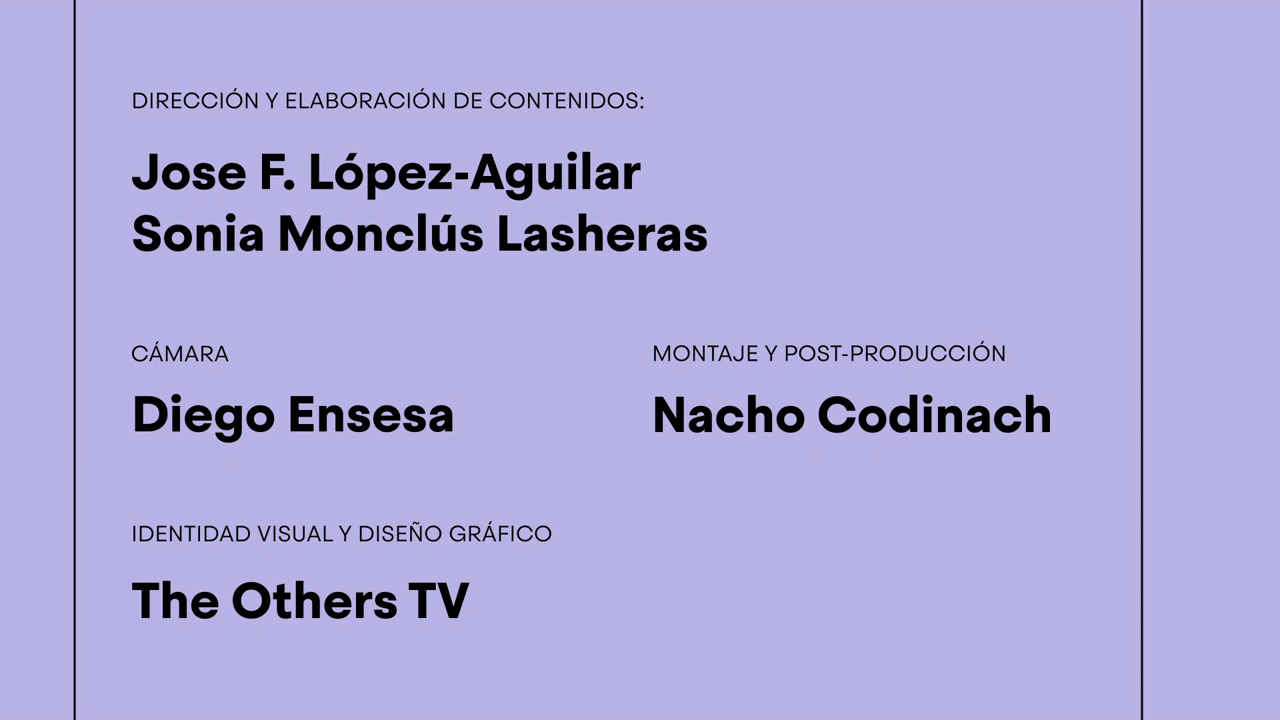 DIRECCIÓN Y ELABORACIÓN DE CONTENIDOS:
Jose F. López-Aguilar
Sonia Monclús Lasheras
CÁMARA
Diego Ensesa
MONTAJE Y POST-PRODUCCIÓN
Nacho Codinach
IDENTIDAD VISUAL Y DISEÑO GRÁFICO
The Others TV